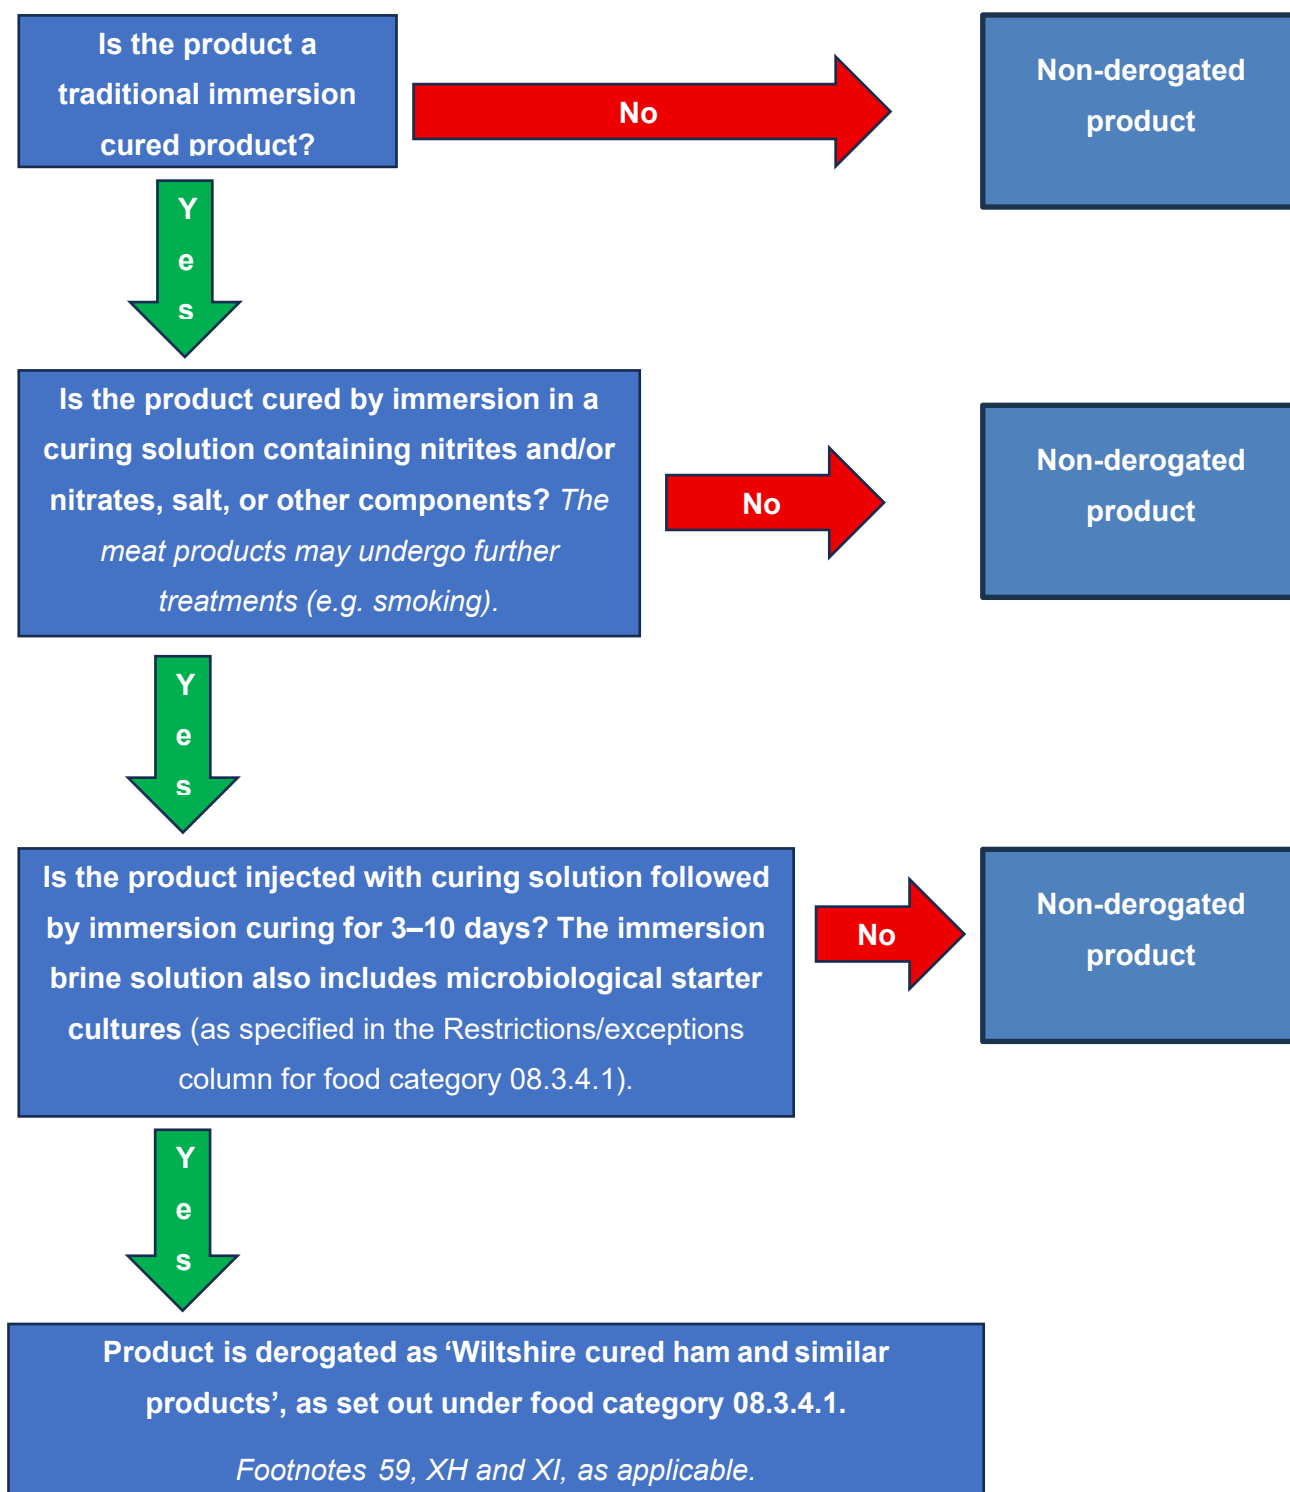 Is the product a
traditional immersion
cured product?
No
Non-derogated
product
Y
e
s
Is the product cured by immersion in a
curing solution containing nitrites and/or
nitrates, salt, or other components? The
meat products may undergo further
treatments (e.g. smoking).
No
Non-derogated
product
Y
e
s
Is the product injected with curing solution followed
by immersion curing for 3–10 days? The immersion
brine solution also includes microbiological starter
cultures (as specified in the Restrictions/exceptions
column for food category 08.3.4.1).
No
Non-derogated
product
Y
e
s
Product is derogated as ‘Wiltshire cured ham and similar
products’, as set out under food category 08.3.4.1.
Footnotes 59, XH and XI, as applicable.